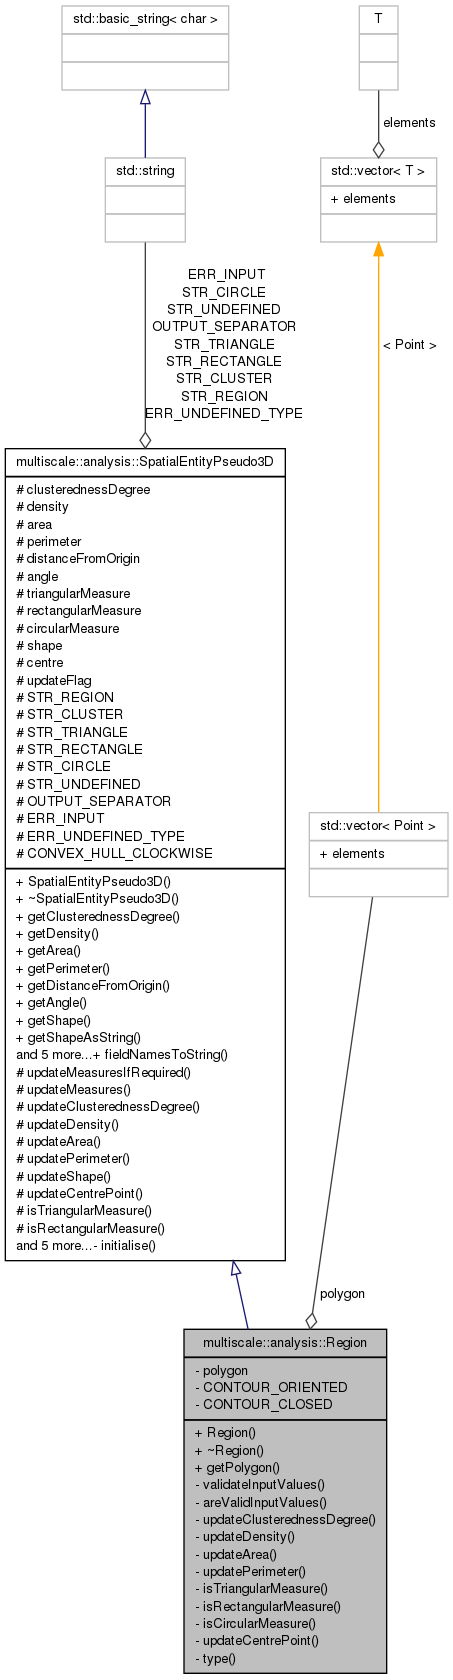 std::basic_string< char >
T
elements
std::string
std::vector< T >
+ elements
ERR_INPUT
STR_CIRCLE
STR_UNDEFINED
OUTPUT_SEPARATOR
STR_TRIANGLE
STR_RECTANGLE
STR_CLUSTER
STR_REGION
ERR_UNDEFINED_TYPE
< Point >
multiscale::analysis::SpatialEntityPseudo3D
# clusterednessDegree
# density
# area
# perimeter
# distanceFromOrigin
# angle
# triangularMeasure
# rectangularMeasure
# circularMeasure
# shape
# centre
# updateFlag
# STR_REGION
# STR_CLUSTER
# STR_TRIANGLE
# STR_RECTANGLE
# STR_CIRCLE
# STR_UNDEFINED
# OUTPUT_SEPARATOR
# ERR_INPUT
# ERR_UNDEFINED_TYPE
# CONVEX_HULL_CLOCKWISE
+ SpatialEntityPseudo3D()
+ ~SpatialEntityPseudo3D()
+ getClusterednessDegree()
+ getDensity()
+ getArea()
+ getPerimeter()
+ getDistanceFromOrigin()
+ getAngle()
+ getShape()
+ getShapeAsString()
and 5 more...+ fieldNamesToString()
# updateMeasuresIfRequired()
# updateMeasures()
# updateClusterednessDegree()
# updateDensity()
# updateArea()
# updatePerimeter()
# updateShape()
# updateCentrePoint()
# isTriangularMeasure()
# isRectangularMeasure()
and 5 more...- initialise()
std::vector< Point >
+ elements
polygon
multiscale::analysis::Region
- polygon
- CONTOUR_ORIENTED
- CONTOUR_CLOSED
+ Region()
+ ~Region()
+ getPolygon()
- validateInputValues()
- areValidInputValues()
- updateClusterednessDegree()
- updateDensity()
- updateArea()
- updatePerimeter()
- isTriangularMeasure()
- isRectangularMeasure()
- isCircularMeasure()
- updateCentrePoint()
- type()